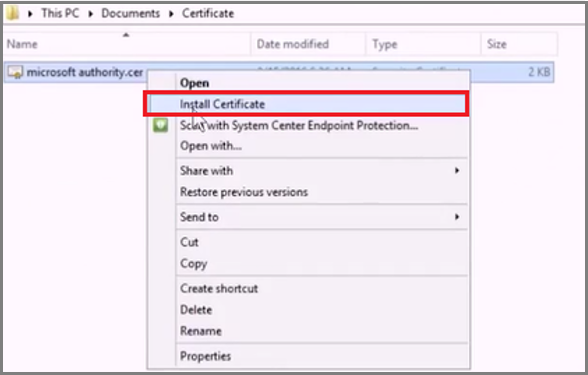 This PC Documents Certificate
Name Date modified Type Size
microsoft authority.cer 2 KB
Open
Install Certificate
Scan with System Center Endpoint Protection...
Open with...
Share with
Restore previous versions
Send to
Cut
Copy
Create shortcut
Delete
Rename
Properties